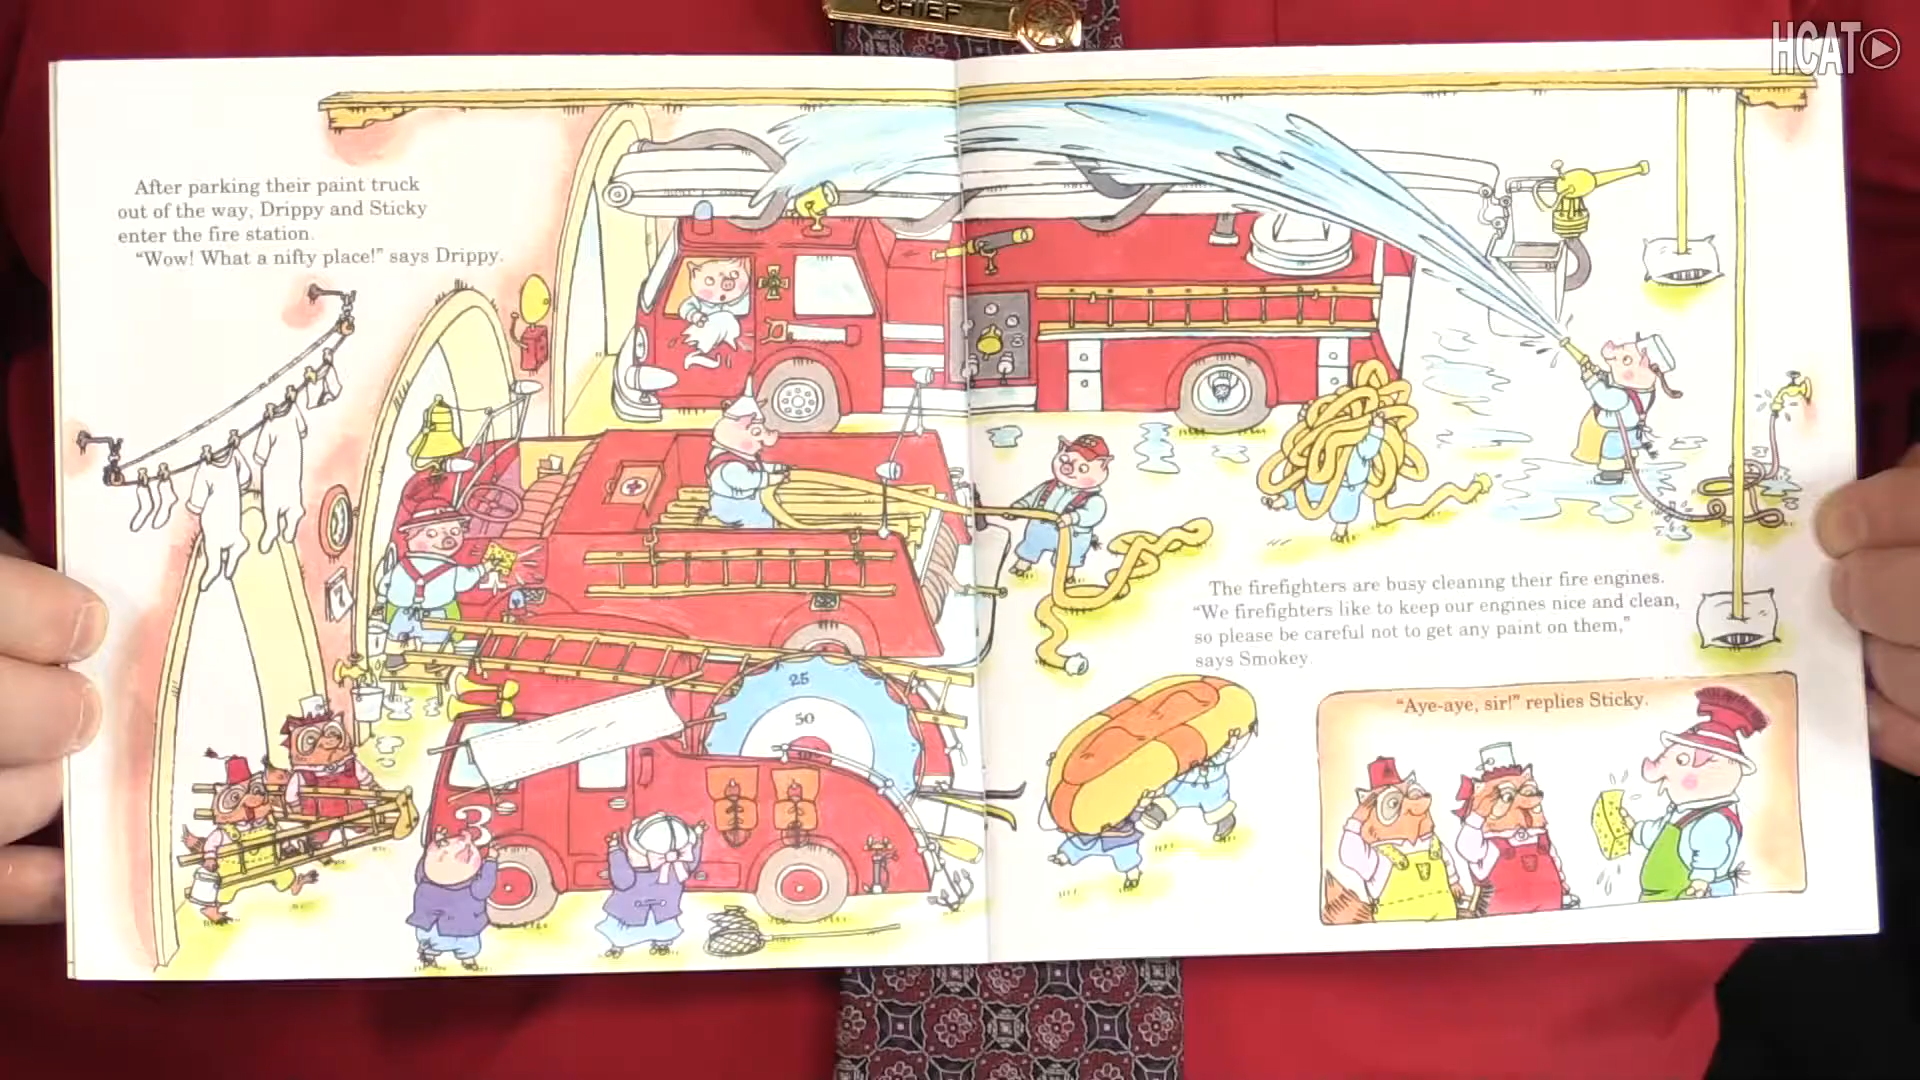 CHIEF
HCAT
After parking their paint truck
out of the way, Drippy and Sticky
enter the fire station.
“Wow! What a nifty place!” says Drippy.
7
25
50
3
The firefighters are busy cleaning their fire engines.
“We firefighters like to keep our engines nice and clean,
so please be careful not to get any paint on them,”
says Smokey.
“Aye-aye, sir!” replies Sticky.